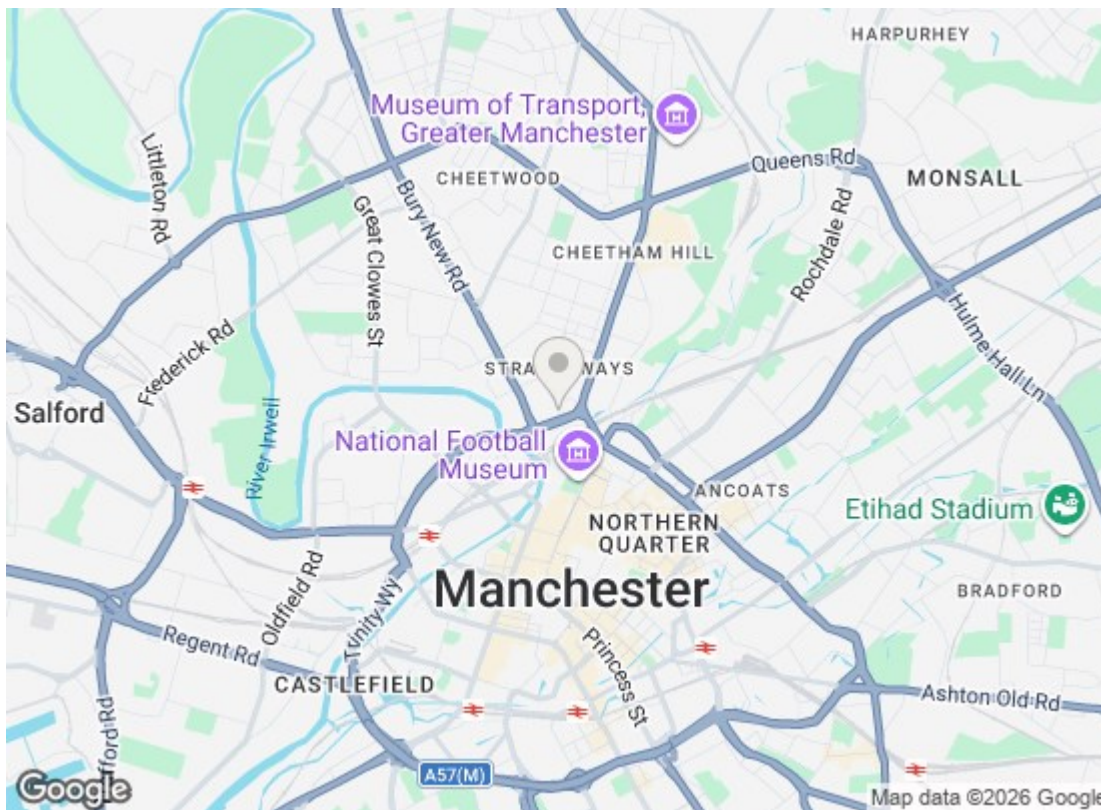 HARPURHEY
Museum of Transport,
Greater Manchester
Littleton Rd
Queens Rd
CHEETWOOD
MONSALL
Great Clowes St
Bury New Rd
Rochdale Rd
CHEETHAM HILL
Hulme Hall Ln
Frederick Rd
Salford
River Irwell
National Football
Museum
ANCOATS
Etihad Stadium
NORTHERN
QUARTER
Oldfield Rd
Manchester
BRADFORD
Trinity Wy
Regent Rd
Princess St
CASTLEFIELD
Ashton Old Rd
A57(M)
Google
Map data ©2026 Google